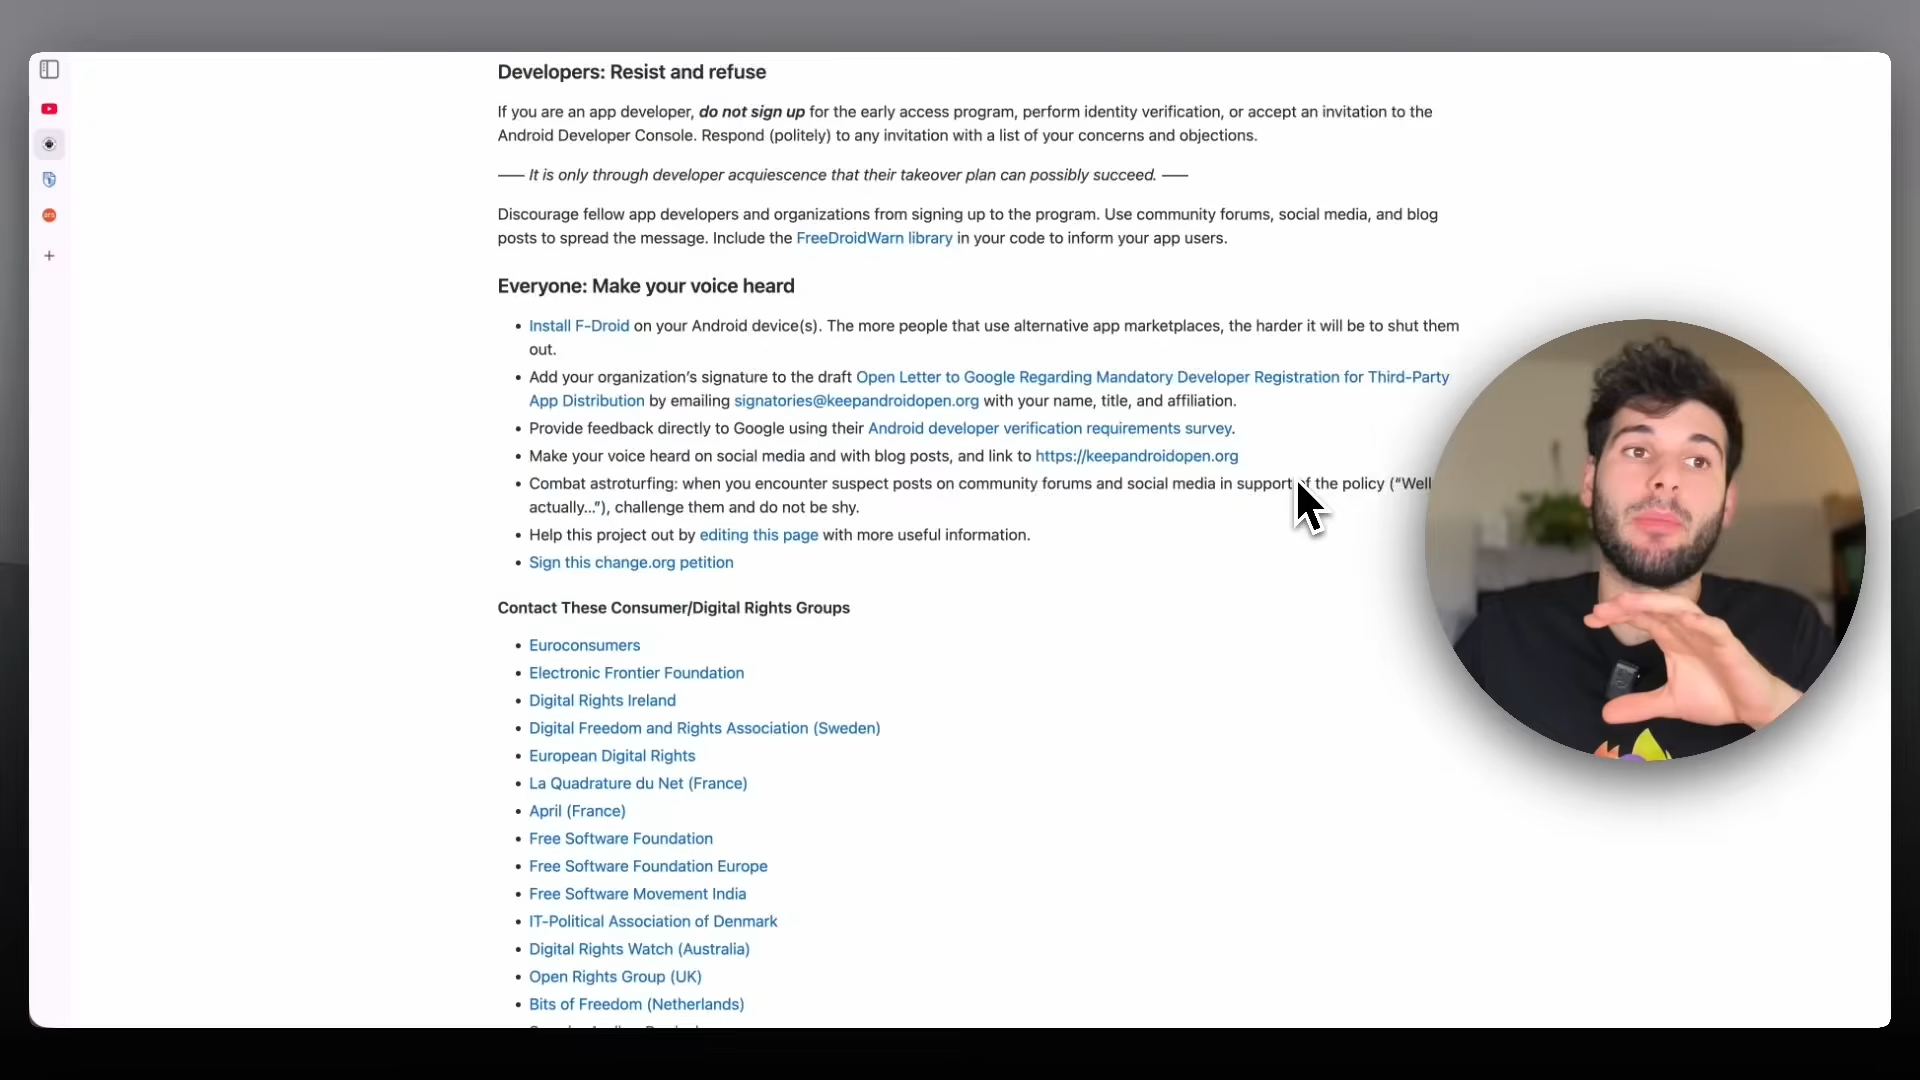 Developers: Resist and refuse
If you are an app developer, do not sign up for the early access program, perform identity verification, or accept an invitation to the
Android Developer Console. Respond (politely) to any invitation with a list of your concerns and objections.
—— It is only through developer acquiescence that their takeover plan can possibly succeed. ——
Discourage fellow app developers and organizations from signing up to the program. Use community forums, social media, and blog
posts to spread the message. Include the FreeDroidWarn library in your code to inform your app users.
Everyone: Make your voice heard
• Install F-Droid on your Android device(s). The more people that use alternative app marketplaces, the harder it will be to shut them
out.
• Add your organization’s signature to the draft Open Letter to Google Regarding Mandatory Developer Registration for Third-Party
App Distribution by emailing signatories@keepandroidopen.org with your name, title, and affiliation.
• Provide feedback directly to Google using their Android developer verification requirements survey.
• Make your voice heard on social media and with blog posts, and link to https://keepandroidopen.org
• Combat astroturfing: when you encounter suspect posts on community forums and social media in support of the policy (“Well
actually...”), challenge them and do not be shy.
• Help this project out by editing this page with more useful information.
• Sign this change.org petition
Contact These Consumer/Digital Rights Groups
• Euroconsumers
• Electronic Frontier Foundation
• Digital Rights Ireland
• Digital Freedom and Rights Association (Sweden)
• European Digital Rights
• La Quadrature du Net (France)
• April (France)
• Free Software Foundation
• Free Software Foundation Europe
• Free Software Movement India
• IT-Political Association of Denmark
• Digital Rights Watch (Australia)
• Open Rights Group (UK)
• Bits of Freedom (Netherlands)